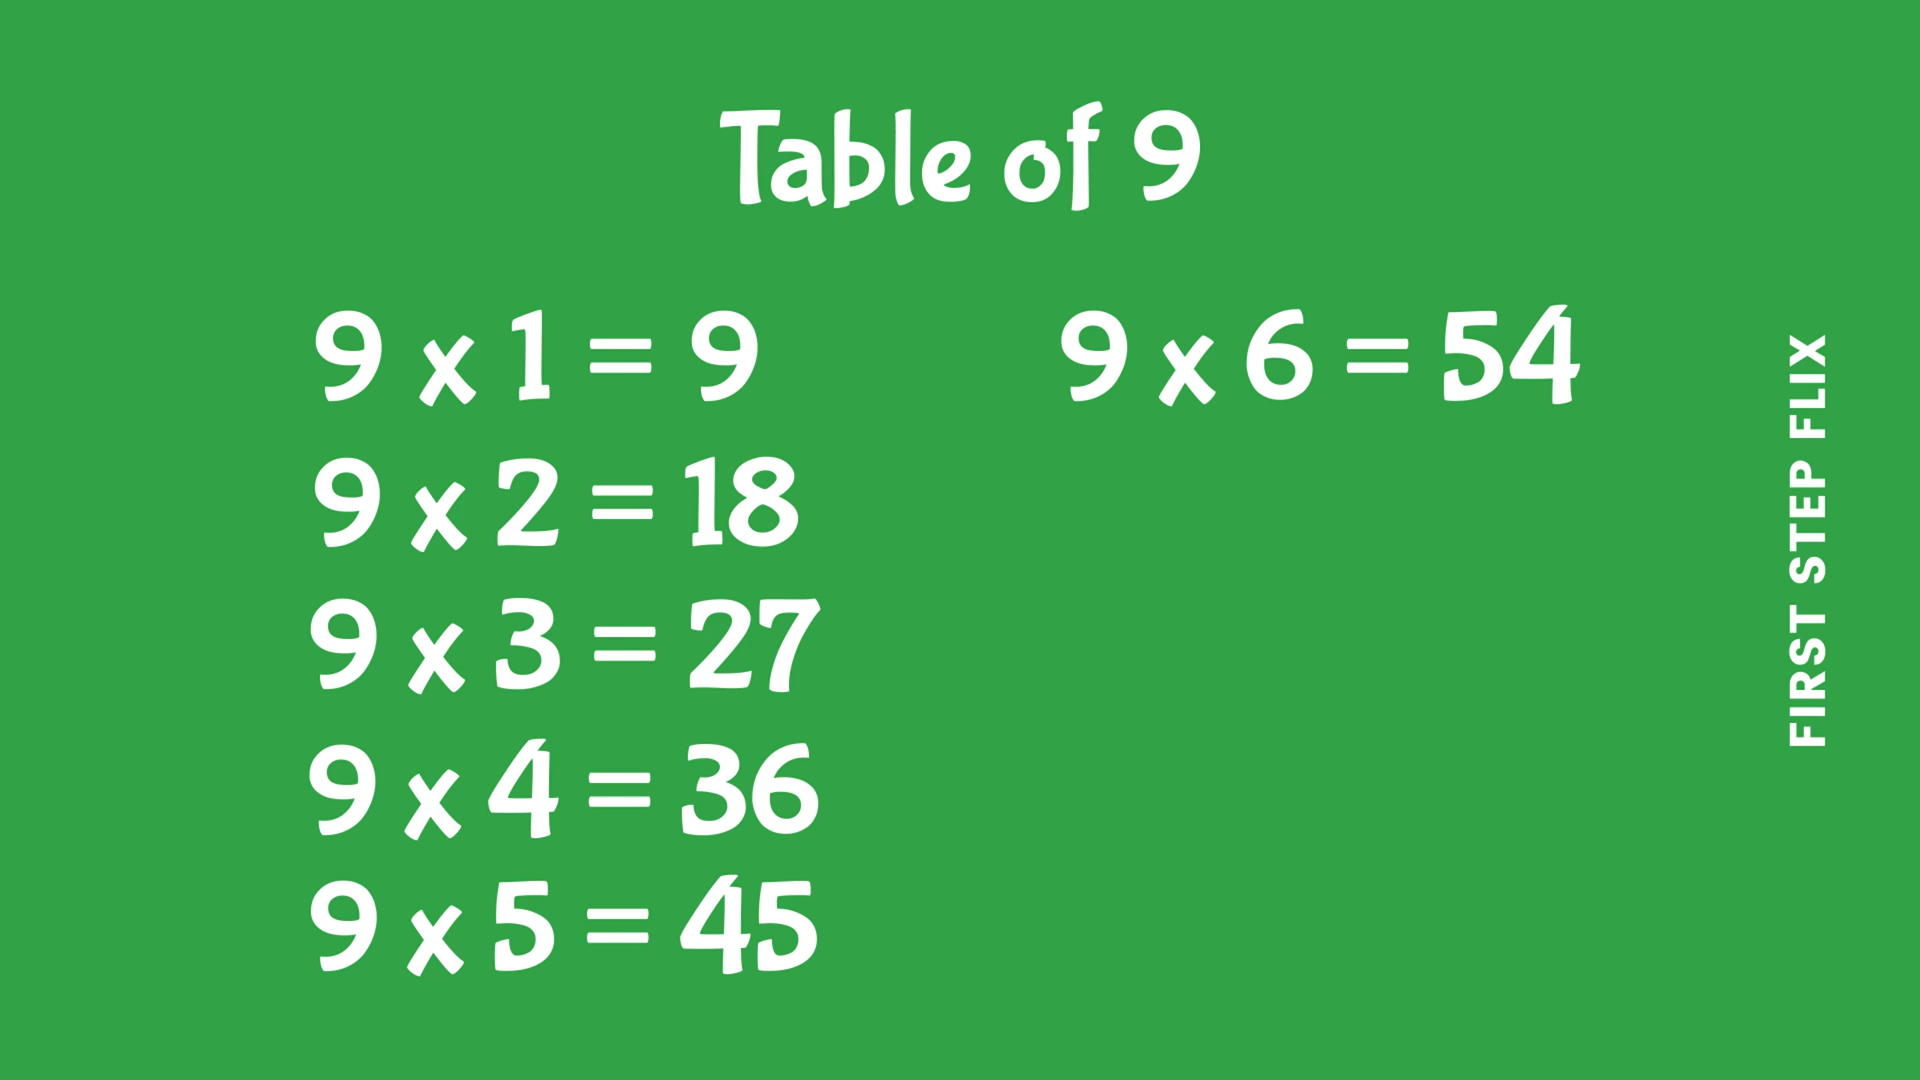 Table of 9
9 x 1 = 9
9 x 2 = 18
9 x 3 = 27
9 x 4 = 36
9 x 5 = 45
9 x 6 = 54
FIRST STEP FLIX